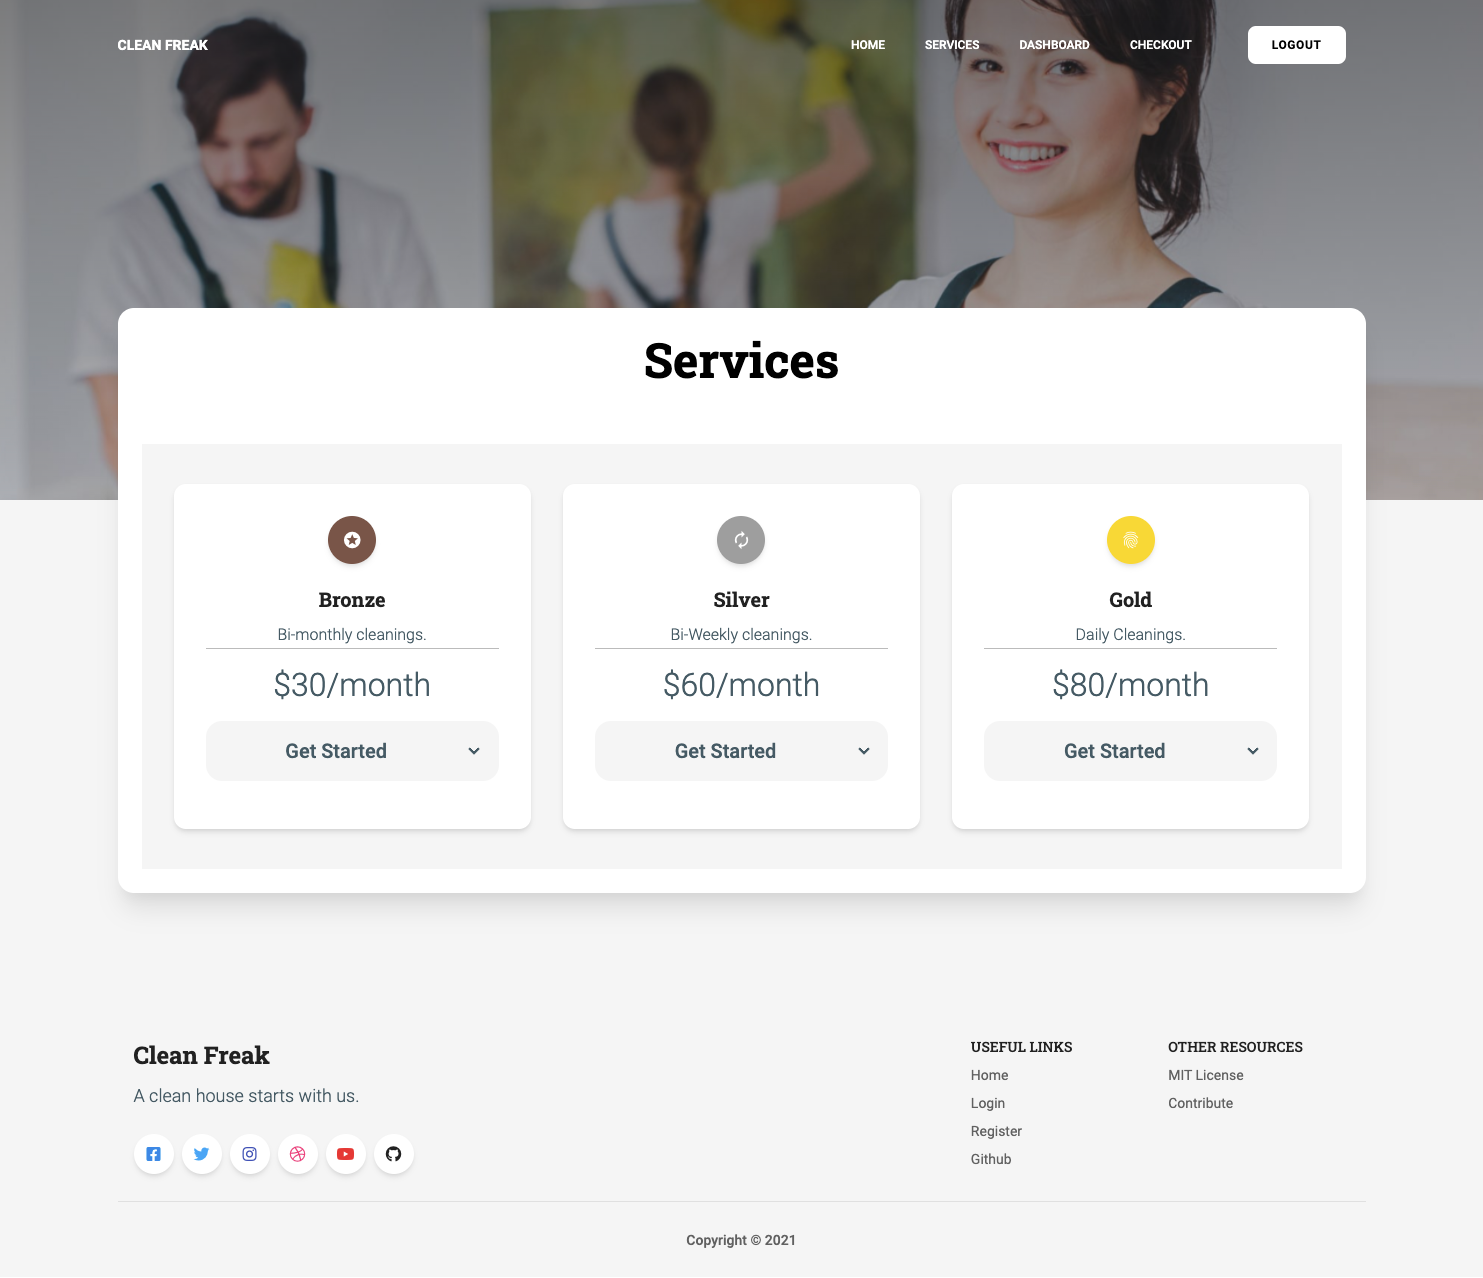 CLEAN FREAK
HOME SERVICES DASHBOARD CHECKOUT LOGOUT
Services
Bronze
Bi-monthly cleanings.
$30/month
Get Started
Silver
Bi-Weekly cleanings.
$60/month
Get Started
Gold
Daily Cleanings.
$80/month
Get Started
Clean Freak
A clean house starts with us.
USEFUL LINKS
Home
Login
Register
Github
OTHER RESOURCES
MIT License
Contribute
Copyright © 2021